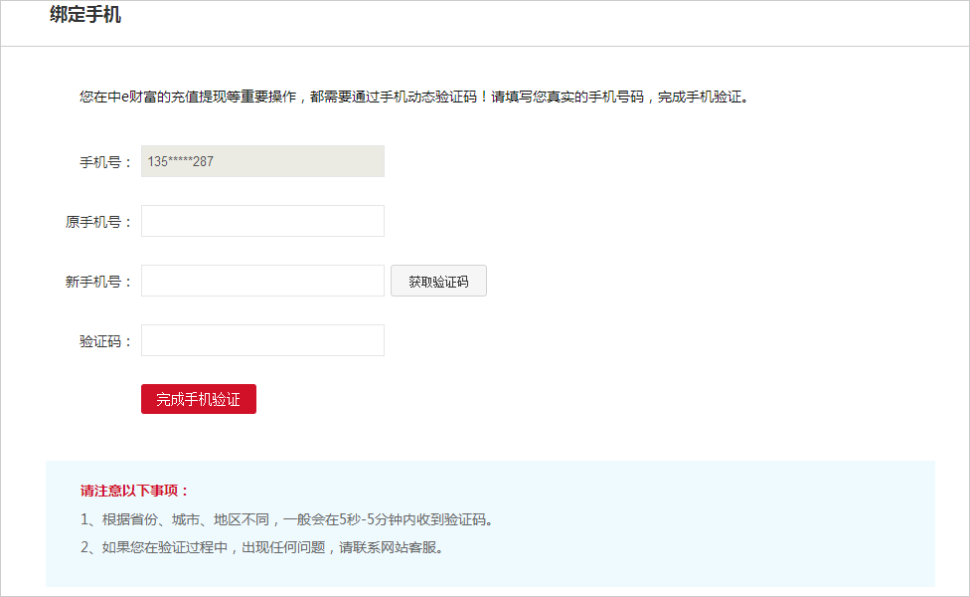 绑定手机
您在中e财富的充值提现等重要操作，都需要通过手机动态验证码！请填写您真实的手机号码，完成手机验证。
手机号： 135*****287
原手机号：
新手机号： 获取验证码
验证码：
完成手机验证
请注意以下事项：
1、根据省份、城市、地区不同，一般会在5秒-5分钟内收到验证码。
2、如果您在验证过程中，出现任何问题，请联系网站客服。